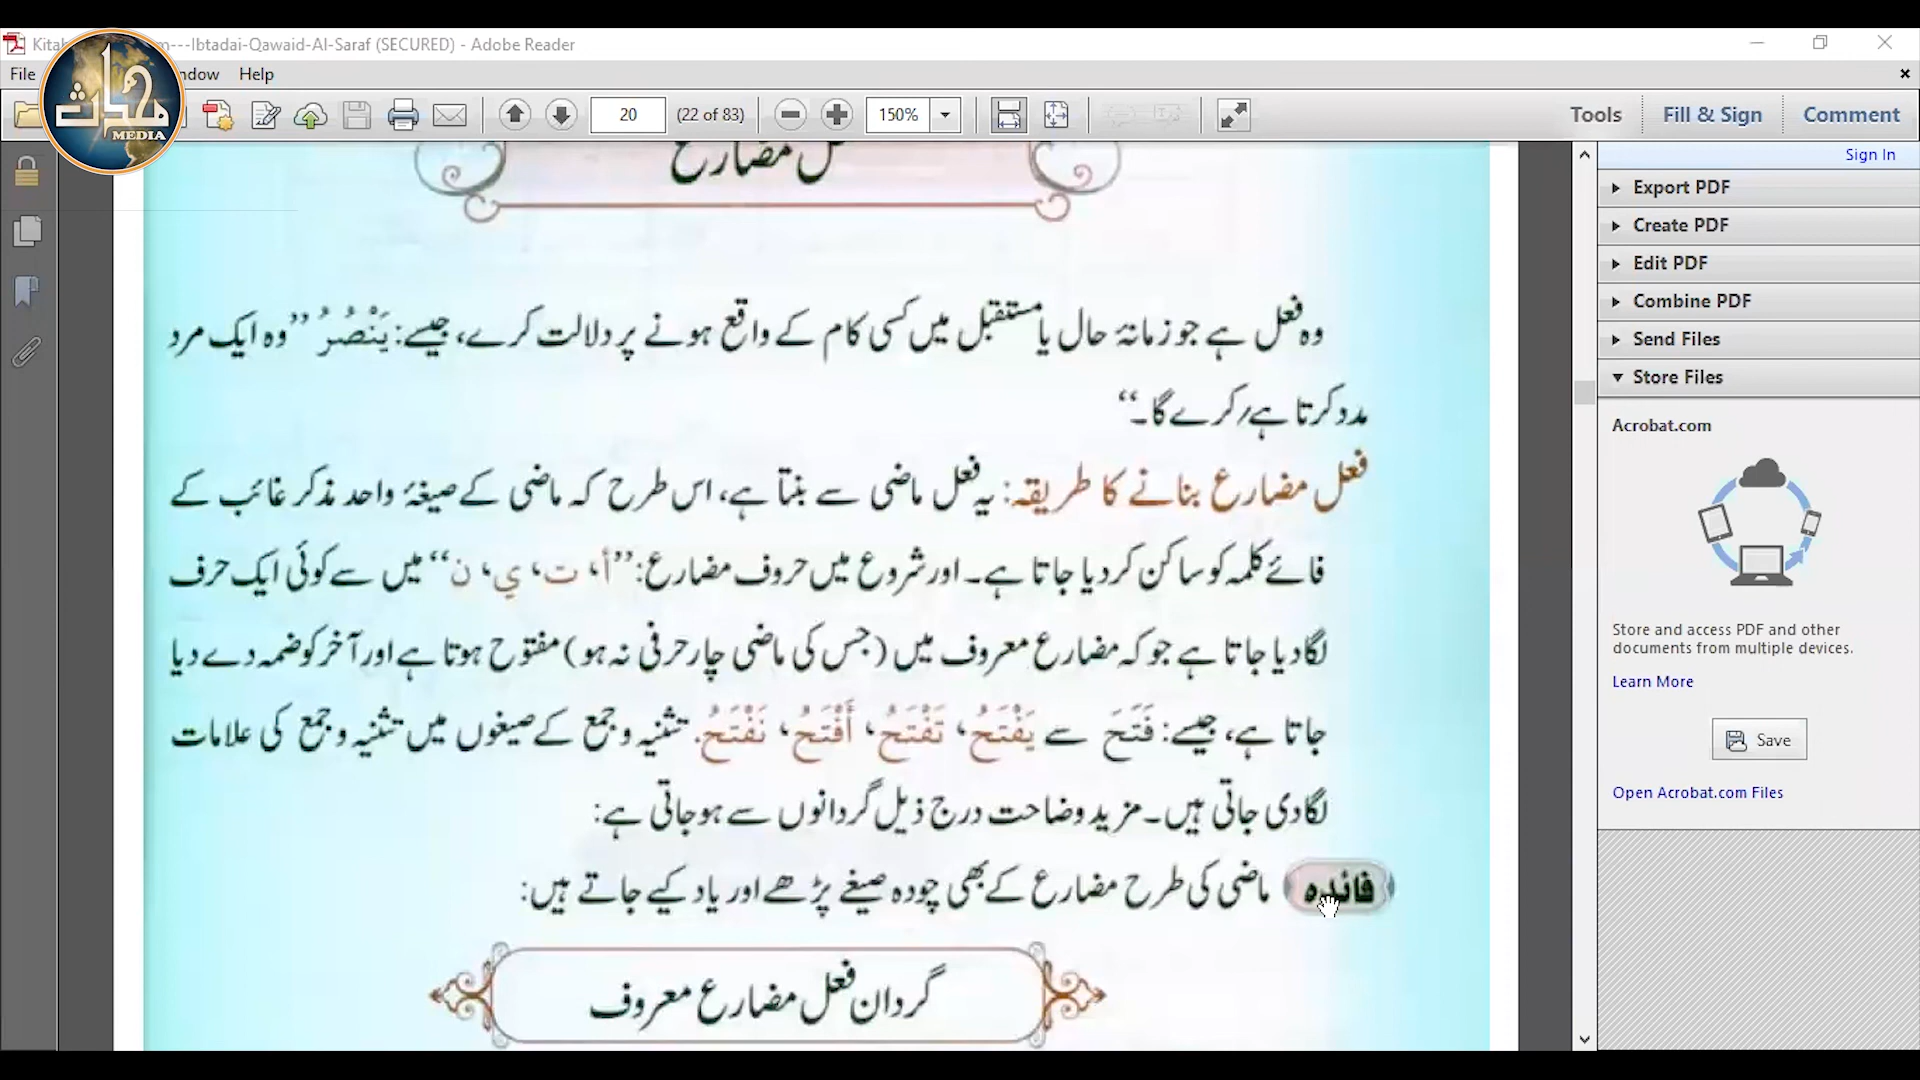 ---Ibtadai-Qawaid-Al-Saraf (SECURED) - Adobe Reader
File
Help
MEDIA
20
(22 of 83)
150%
Tools
Fill & Sign
Comment
Sign In
Export PDF
Create PDF
Edit PDF
Combine PDF
Send Files
Store Files
Acrobat.com
Store and access PDF and other
documents from multiple devices.
Learn More
Save
Open Acrobat.com Files
فعل مضارع
وہ فعل ہے جو زمانۂ حال یا مستقبل میں کسی کام کے واقع ہونے پر دلالت کرے، جیسے: يَنْصُرُ ”وہ ایک مرد
مدد کرتا ہے/کرے گا۔“
فعل مضارع بنانے کا طریقہ: یہ فعل ماضی سے بنتا ہے، اس طرح کہ ماضی کے صیغۂ واحد مذکر غائب کے
فائے کلمہ کو ساکن کر دیا جاتا ہے۔ اور شروع میں حروف مضارع: ”أ، ت، ي، ن“ میں سے کوئی ایک حرف
لگا دیا جاتا ہے جو کہ مضارع معروف میں (جس کی ماضی چار حرفی نہ ہو) مفتوح ہوتا ہے اور آخر کو ضمہ دے دیا
جاتا ہے، جیسے: فَتَحَ سے يَفْتَحُ، تَفْتَحُ، أَفْتَحُ، نَفْتَحُ. تثنیہ و جمع کے صیغوں میں تثنیہ و جمع کی علامات
لگا دی جاتی ہیں۔ مزید وضاحت درج ذیل گردانوں سے ہو جاتی ہے:
فائدہ ماضی کی طرح مضارع کے بھی چودہ صیغے پڑھے اور یاد کیے جاتے ہیں:
گردان فعل مضارع معروف